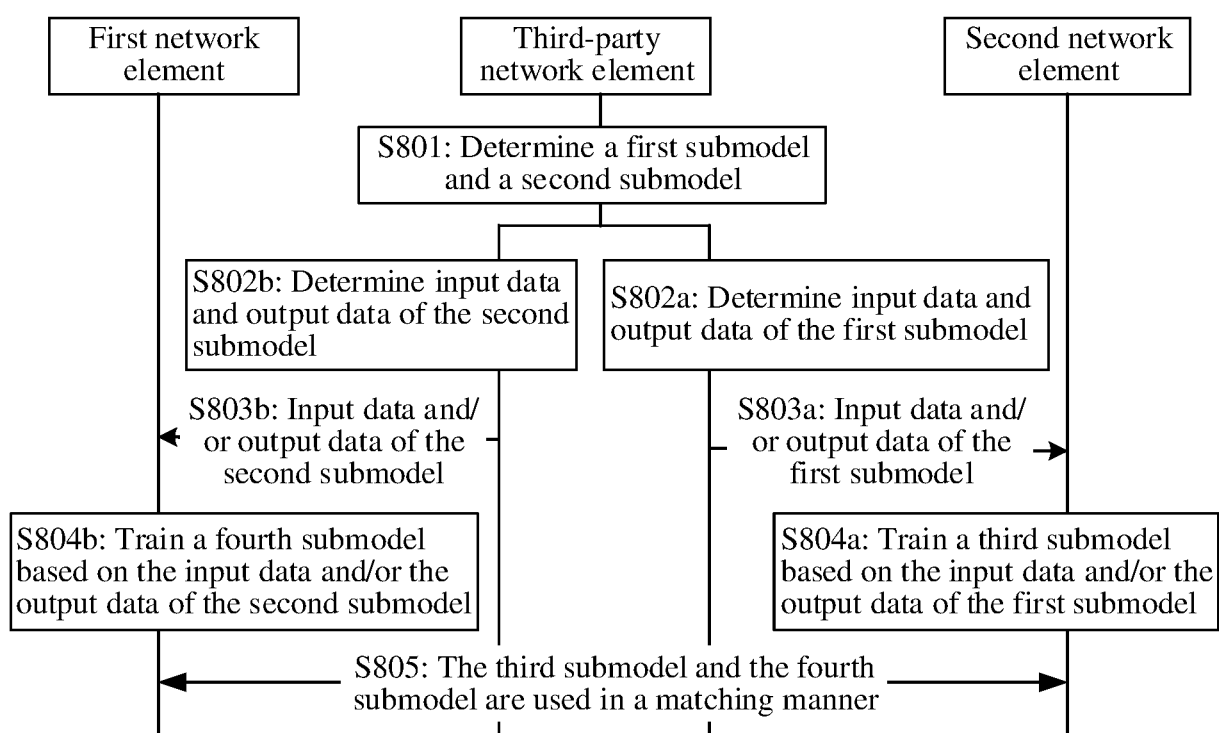 First network
element
Third-party
network element
Second network
element
S801: Determine a first submodel
and a second submodel
S802b: Determine input data
and output data of the second
submodel
S802a: Determine input data and
output data of the first submodel
S803b: Input data and/
or output data of the
second submodel
S803a: Input data and/
or output data of the
first submodel
S804b: Train a fourth submodel
based on the input data and/or the
output data of the second submodel
S804a: Train a third submodel
based on the input data and/or the
output data of the first submodel
S805: The third submodel and the fourth
submodel are used in a matching manner